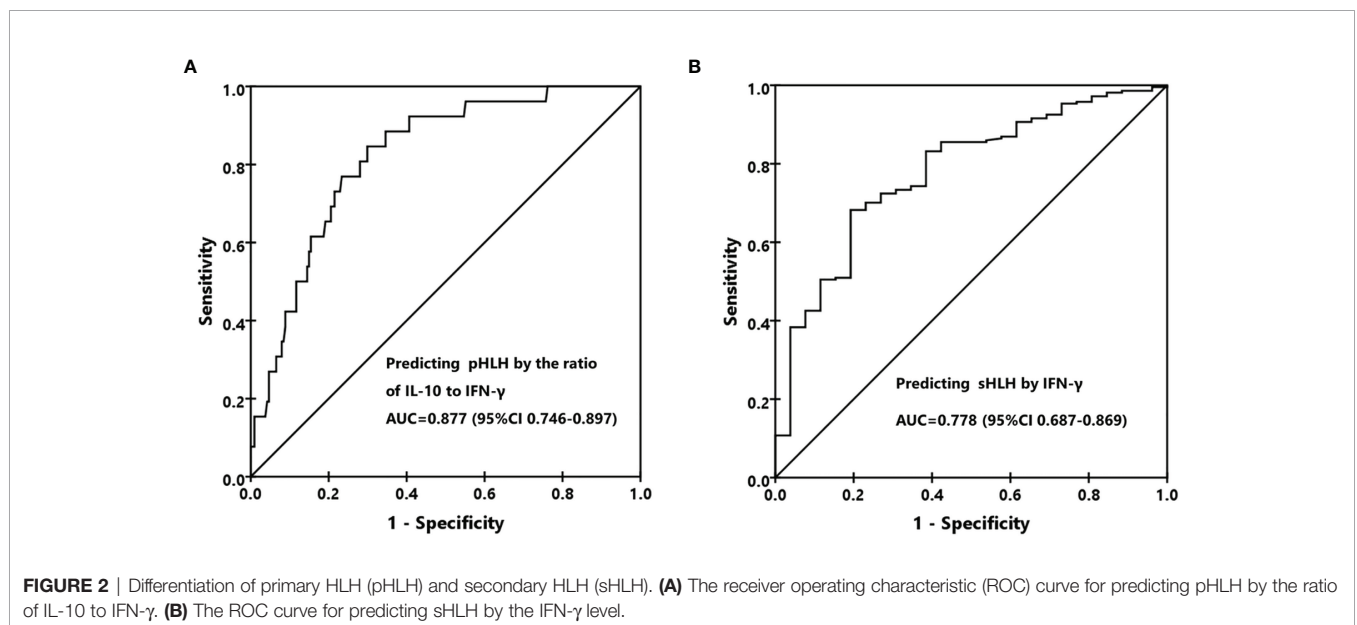 A
1.0
0.8
0.6
0.4
0.2
0.0
Sensitivity
Predicting pHLH by the ratio
of IL-10 to IFN-γ
AUC=0.877 (95%CI 0.746-0.897)
0.0 0.2 0.4 0.6 0.8 1.0
1 - Specificity
B
1.0
0.8
0.6
0.4
0.2
0.0
Sensitivity
Predicting sHLH by IFN-γ
AUC=0.778 (95%CI 0.687-0.869)
0.0 0.2 0.4 0.6 0.8 1.0
1 - Specificity
FIGURE 2 | Differentiation of primary HLH (pHLH) and secondary HLH (sHLH). (A) The receiver operating characteristic (ROC) curve for predicting pHLH by the ratio
of IL-10 to IFN-γ. (B) The ROC curve for predicting sHLH by the IFN-γ level.